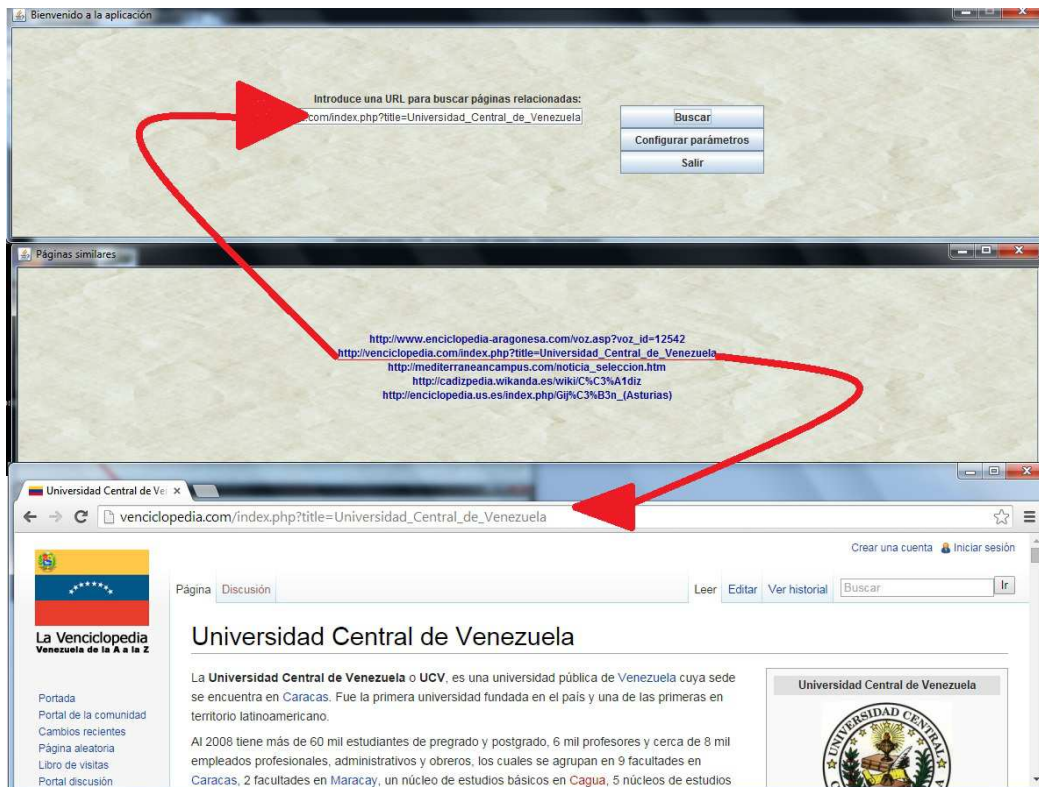 Bienvenido a la aplicación
Introduce una URL para buscar páginas relacionadas:
.com/index.php?title=Universidad_Central_de_Venezuela
Buscar
Configurar parámetros
Salir
Páginas similares
http://www.enciclopedia-aragonesa.com/voz.asp?voz_id=12542
http://venciclopedia.com/index.php?title=Universidad_Central_de_Venezuela
http://mediterraneancampus.com/noticia_seleccion.htm
http://cadizpedia.wikanda.es/wiki/C%C3%A1diz
http://enciclopedia.us.es/index.php/Gij%C3%B3n_(Asturias)
Universidad Central de Ve
venciclopedia.com/index.php?title=Universidad_Central_de_Venezuela
Crear una cuenta Iniciar sesión
Página Discusión Leer Editar Ver historial Buscar Ir
La Venciclopedia
Venezuela de la A a la Z
Portada
Portal de la comunidad
Cambios recientes
Página aleatoria
Libro de visitas
Portal discusión
Universidad Central de Venezuela
La Universidad Central de Venezuela o UCV, es una universidad pública de Venezuela cuya sede
se encuentra en Caracas. Fue la primera universidad fundada en el país y una de las primeras en
territorio latinoamericano.
Al 2008 tiene más de 60 mil estudiantes de pregrado y postgrado, 6 mil profesores y cerca de 8 mil
empleados profesionales, administrativos y obreros, los cuales se agrupan en 9 facultades en
Caracas, 2 facultades en Maracay, un núcleo de estudios básicos en Cagua, 5 núcleos de estudios
Universidad Central de Venezuela
UNIVERSIDAD CENTRAL